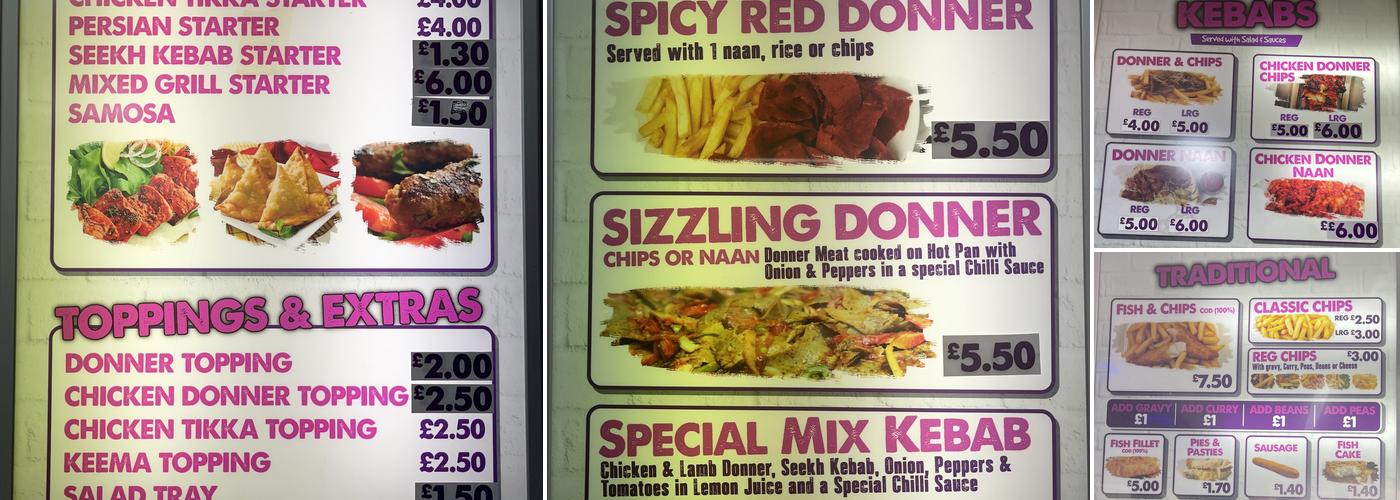 CHICKEN TIKKA STARTER £4.00
PERSIAN STARTER £4.00
SEEKH KEBAB STARTER £1.30
MIXED GRILL STARTER £6.00
SAMOSA £1.50
TOPPINGS & EXTRAS
DONNER TOPPING £2.00
CHICKEN DONNER TOPPING £2.50
CHICKEN TIKKA TOPPING £2.50
KEEMA TOPPING £2.50
SALAD TRAY £1.50
SPICY RED DONNER
Served with 1 naan, rice or chips
£5.50
SIZZLING DONNER
CHIPS OR NAAN Donner Meat cooked on Hot Pan with
Onion & Peppers in a special Chilli Sauce
£5.50
SPECIAL MIX KEBAB
Chicken & Lamb Donner, Seekh Kebab, Onion, Peppers &
Tomatoes in Lemon Juice and a Special Chilli Sauce
KEBABS
Served with Salad & Sauces
DONNER & CHIPS
REG LRG
£4.00 £5.00
CHICKEN DONNER
CHIPS
REG LRG
£5.00 £6.00
DONNER NAAN
REG LRG
£5.00 £6.00
CHICKEN DONNER
NAAN
££6.00
TRADITIONAL
FISH & CHIPS COD (100%)
£7.50
CLASSIC CHIPS
REG £2.50
LRG £3.00
REG CHIPS £3.00
With gravy, Curry, Peas, Beans or Cheese
ADD GRAVY £1
ADD CURRY £1
ADD BEANS £1
ADD PEAS £1
FISH FILLET
COD (100%)
£5.00
PIES &
PASTIES
£1.70
SAUSAGE
£1.40
FISH
CAKE
£1.40